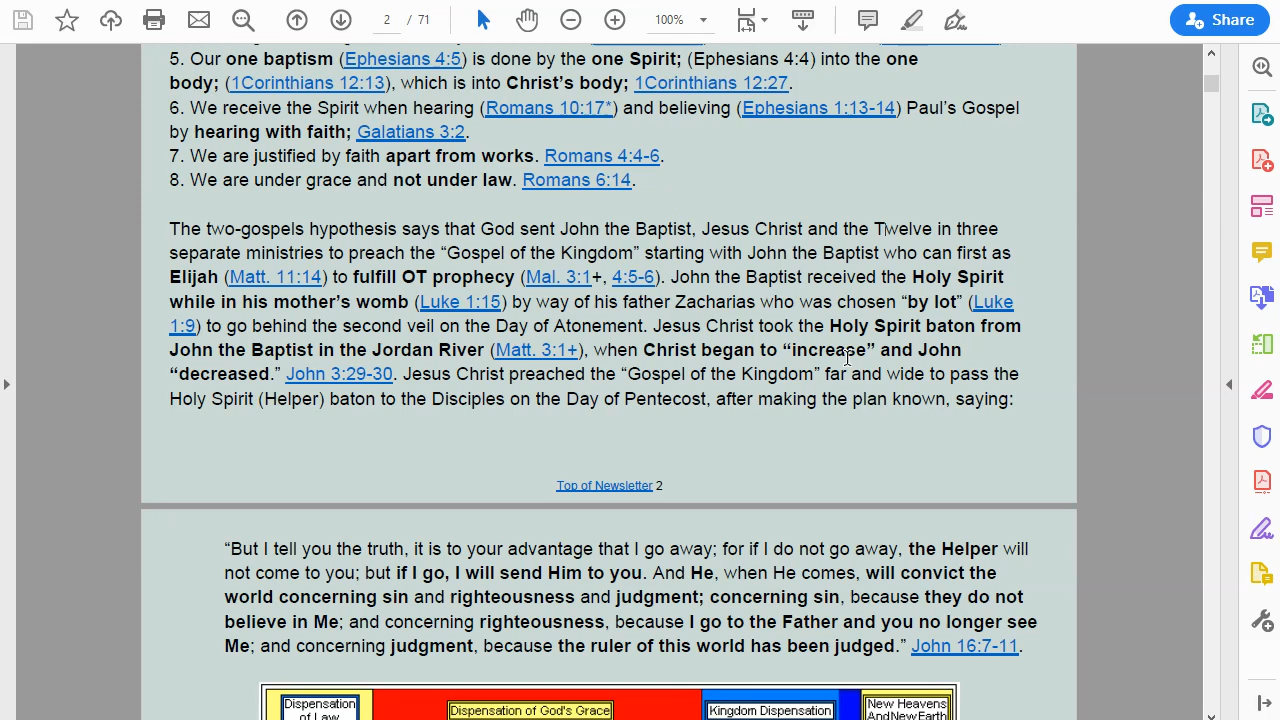 2 / 71
100%
Share
5. Our one baptism (Ephesians 4:5) is done by the one Spirit; (Ephesians 4:4) into the one
body; (1Corinthians 12:13), which is into Christ's body; 1Corinthians 12:27.
6. We receive the Spirit when hearing (Romans 10:17*) and believing (Ephesians 1:13-14) Paul's Gospel
by hearing with faith; Galatians 3:2.
7. We are justified by faith apart from works. Romans 4:4-6.
8. We are under grace and not under law. Romans 6:14.
The two-gospels hypothesis says that God sent John the Baptist, Jesus Christ and the Twelve in three
separate ministries to preach the “Gospel of the Kingdom” starting with John the Baptist who can first as
Elijah (Matt. 11:14) to fulfill OT prophecy (Mal. 3:1+, 4:5-6). John the Baptist received the Holy Spirit
while in his mother's womb (Luke 1:15) by way of his father Zacharias who was chosen “by lot” (Luke
1:9) to go behind the second veil on the Day of Atonement. Jesus Christ took the Holy Spirit baton from
John the Baptist in the Jordan River (Matt. 3:1+), when Christ began to “increase” and John
“decreased.” John 3:29-30. Jesus Christ preached the “Gospel of the Kingdom” far and wide to pass the
Holy Spirit (Helper) baton to the Disciples on the Day of Pentecost, after making the plan known, saying:
Top of Newsletter 2
“But I tell you the truth, it is to your advantage that I go away; for if I do not go away, the Helper will
not come to you; but if I go, I will send Him to you. And He, when He comes, will convict the
world concerning sin and righteousness and judgment; concerning sin, because they do not
believe in Me; and concerning righteousness, because I go to the Father and you no longer see
Me; and concerning judgment, because the ruler of this world has been judged.” John 16:7-11.
Dispensation
of Law
Dispensation of God's Grace
Kingdom Dispensation
New Heavens
And New Earth